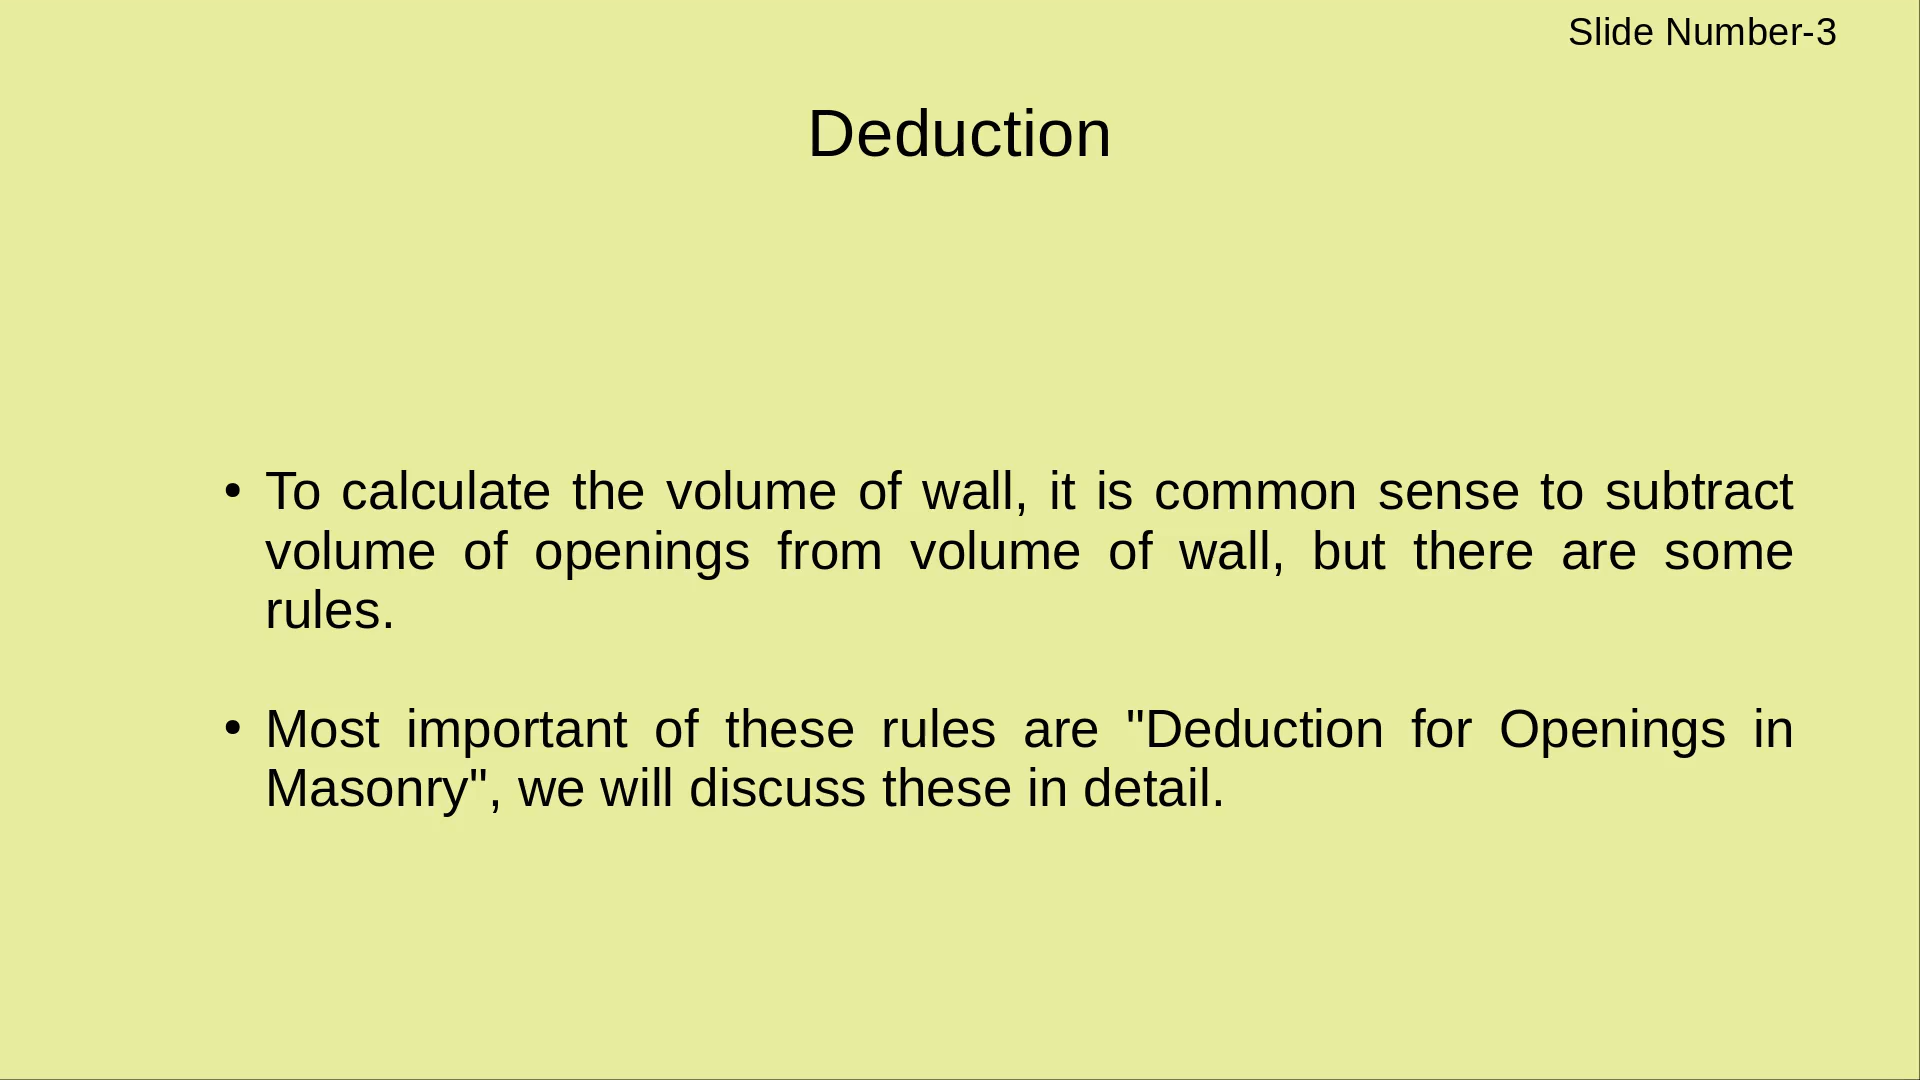 Slide Number-3
Deduction
• To calculate the volume of wall, it is common sense to subtract
volume of openings from volume of wall, but there are some
rules.
• Most important of these rules are "Deduction for Openings in
Masonry", we will discuss these in detail.